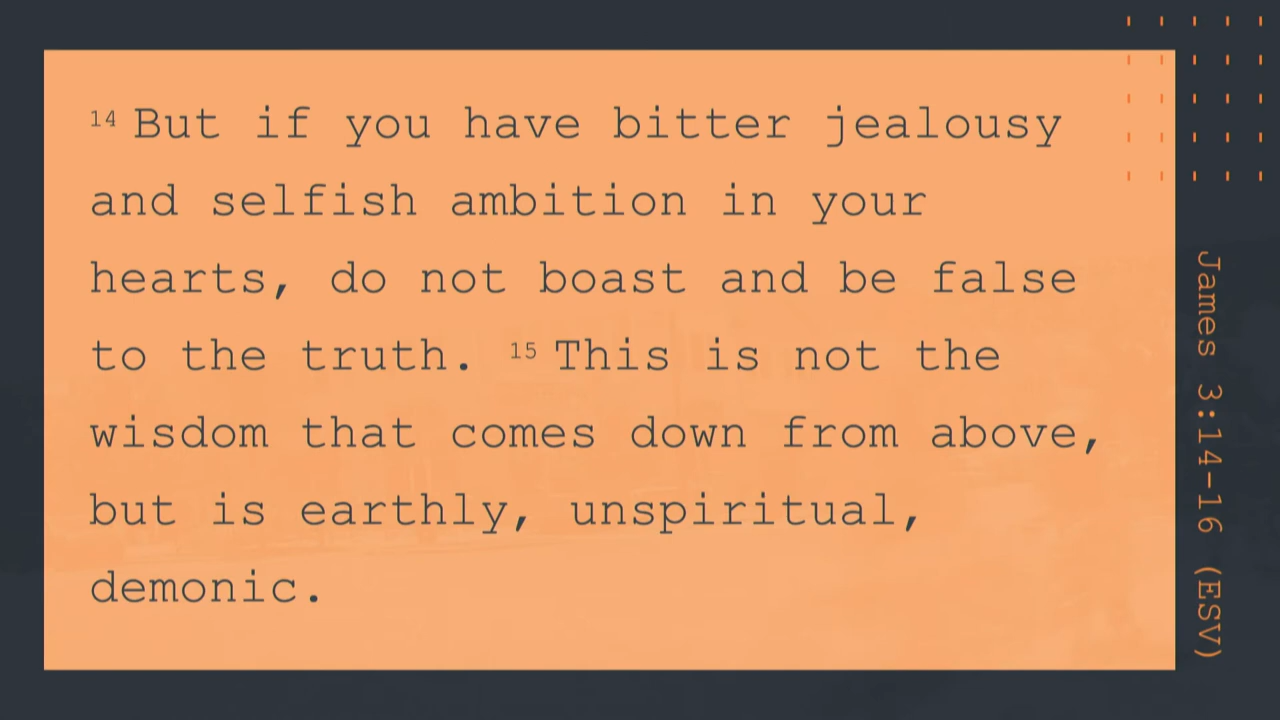 14 But if you have bitter jealousy
and selfish ambition in your
hearts, do not boast and be false
to the truth. 15 This is not the
wisdom that comes down from above,
but is earthly, unspiritual,
demonic.
James 3:14-16 (ESV)